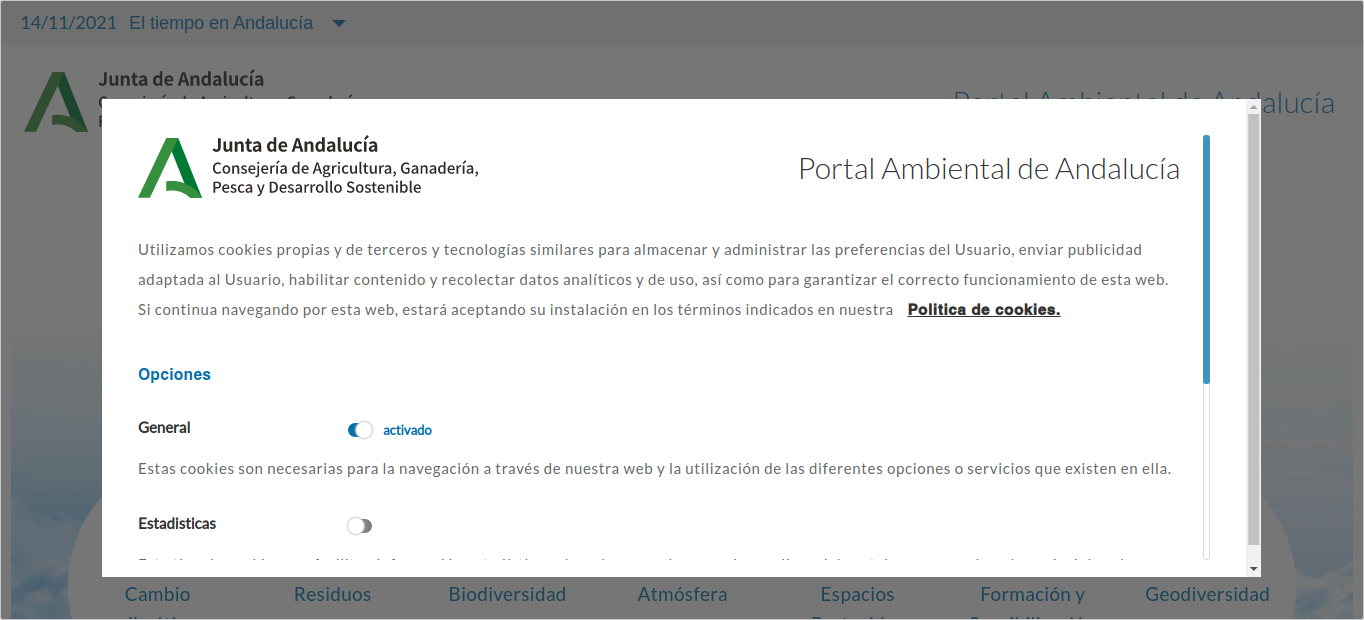 14/11/2021 El tiempo en Andalucía
Junta de Andalucía
Portal Ambiental de Andalucía
Junta de Andalucía
Consejería de Agricultura, Ganadería,
Pesca y Desarrollo Sostenible
Portal Ambiental de Andalucía
Utilizamos cookies propias y de terceros y tecnologías similares para almacenar y administrar las preferencias del Usuario, enviar publicidad
adaptada al Usuario, habilitar contenido y recolectar datos analíticos y de uso, así como para garantizar el correcto funcionamiento de esta web.
Si continua navegando por esta web, estará aceptando su instalación en los términos indicados en nuestra Politica de cookies.
Opciones
General activado
Estas cookies son necesarias para la navegación a través de nuestra web y la utilización de las diferentes opciones o servicios que existen en ella.
Estadisticas
Cambio Residuos Biodiversidad Atmósfera Espacios Formación y Geodiversidad